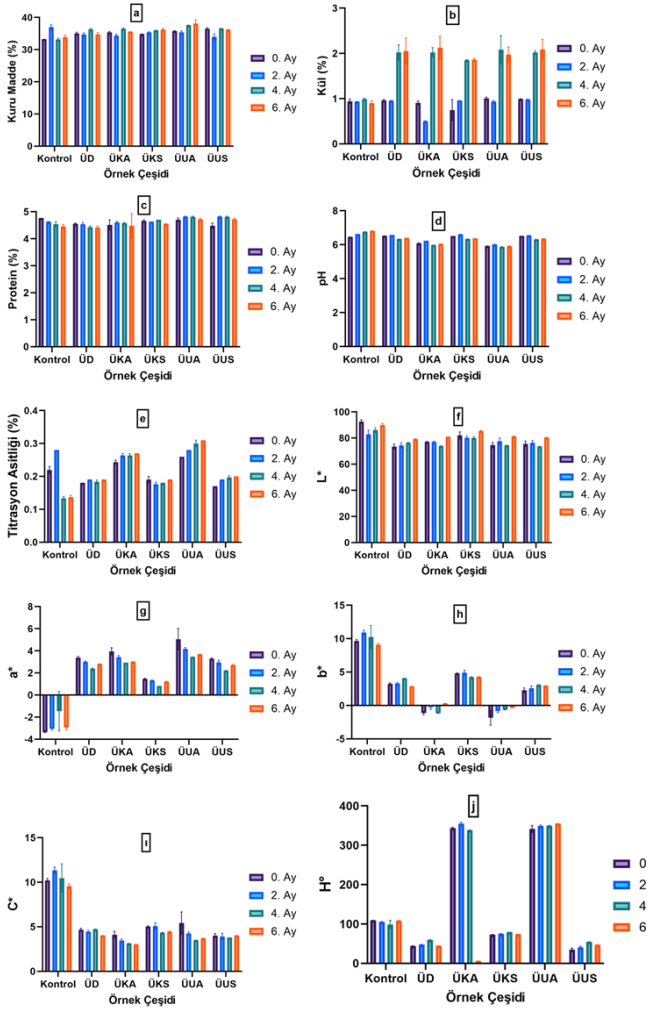 a
Kuru Madde (%)
40
30
20
10
0
Kontrol ÜD ÜKA ÜKS ÜUA ÜUS
Örnek Çeşidi
0. Ay
2. Ay
4. Ay
6. Ay
b
Kül (%)
3
2
1
0
Kontrol ÜD ÜKA ÜKS ÜUA ÜUS
Örnek Çeşidi
0. Ay
2. Ay
4. Ay
6. Ay
c
Protein (%)
6
5
4
3
2
1
0
Kontrol ÜD ÜKA ÜKS ÜUA ÜUS
Örnek Çeşidi
0. Ay
2. Ay
4. Ay
6. Ay
d
pH
8
6
4
2
0
Kontrol ÜD ÜKA ÜKS ÜUA ÜUS
Örnek Çeşidi
0. Ay
2. Ay
4. Ay
6. Ay
e
Titrasyon Asitliği (%)
0.4
0.3
0.2
0.1
0.0
Kontrol ÜD ÜKA ÜKS ÜUA ÜUS
Örnek Çeşidi
0. Ay
2. Ay
4. Ay
6. Ay
f
L*
100
80
60
40
20
0
Kontrol ÜD ÜKA ÜKS ÜUA ÜUS
Örnek Çeşidi
0. Ay
2. Ay
4. Ay
6. Ay
g
a*
8
6
4
2
0
-2
-4
Kontrol ÜD ÜKA ÜKS ÜUA ÜUS
Örnek Çeşidi
0. Ay
2. Ay
4. Ay
6. Ay
h
b*
15
10
5
0
-5
Kontrol ÜD ÜKA ÜKS ÜUA ÜUS
Örnek Çeşidi
0. Ay
2. Ay
4. Ay
6. Ay
ı
C*
15
10
5
0
Kontrol ÜD ÜKA ÜKS ÜUA ÜUS
Örnek Çeşidi
0. Ay
2. Ay
4. Ay
6. Ay
j
H°
400
300
200
100
0
Kontrol ÜD ÜKA ÜKS ÜUA ÜUS
Örnek Çeşidi
0
2
4
6